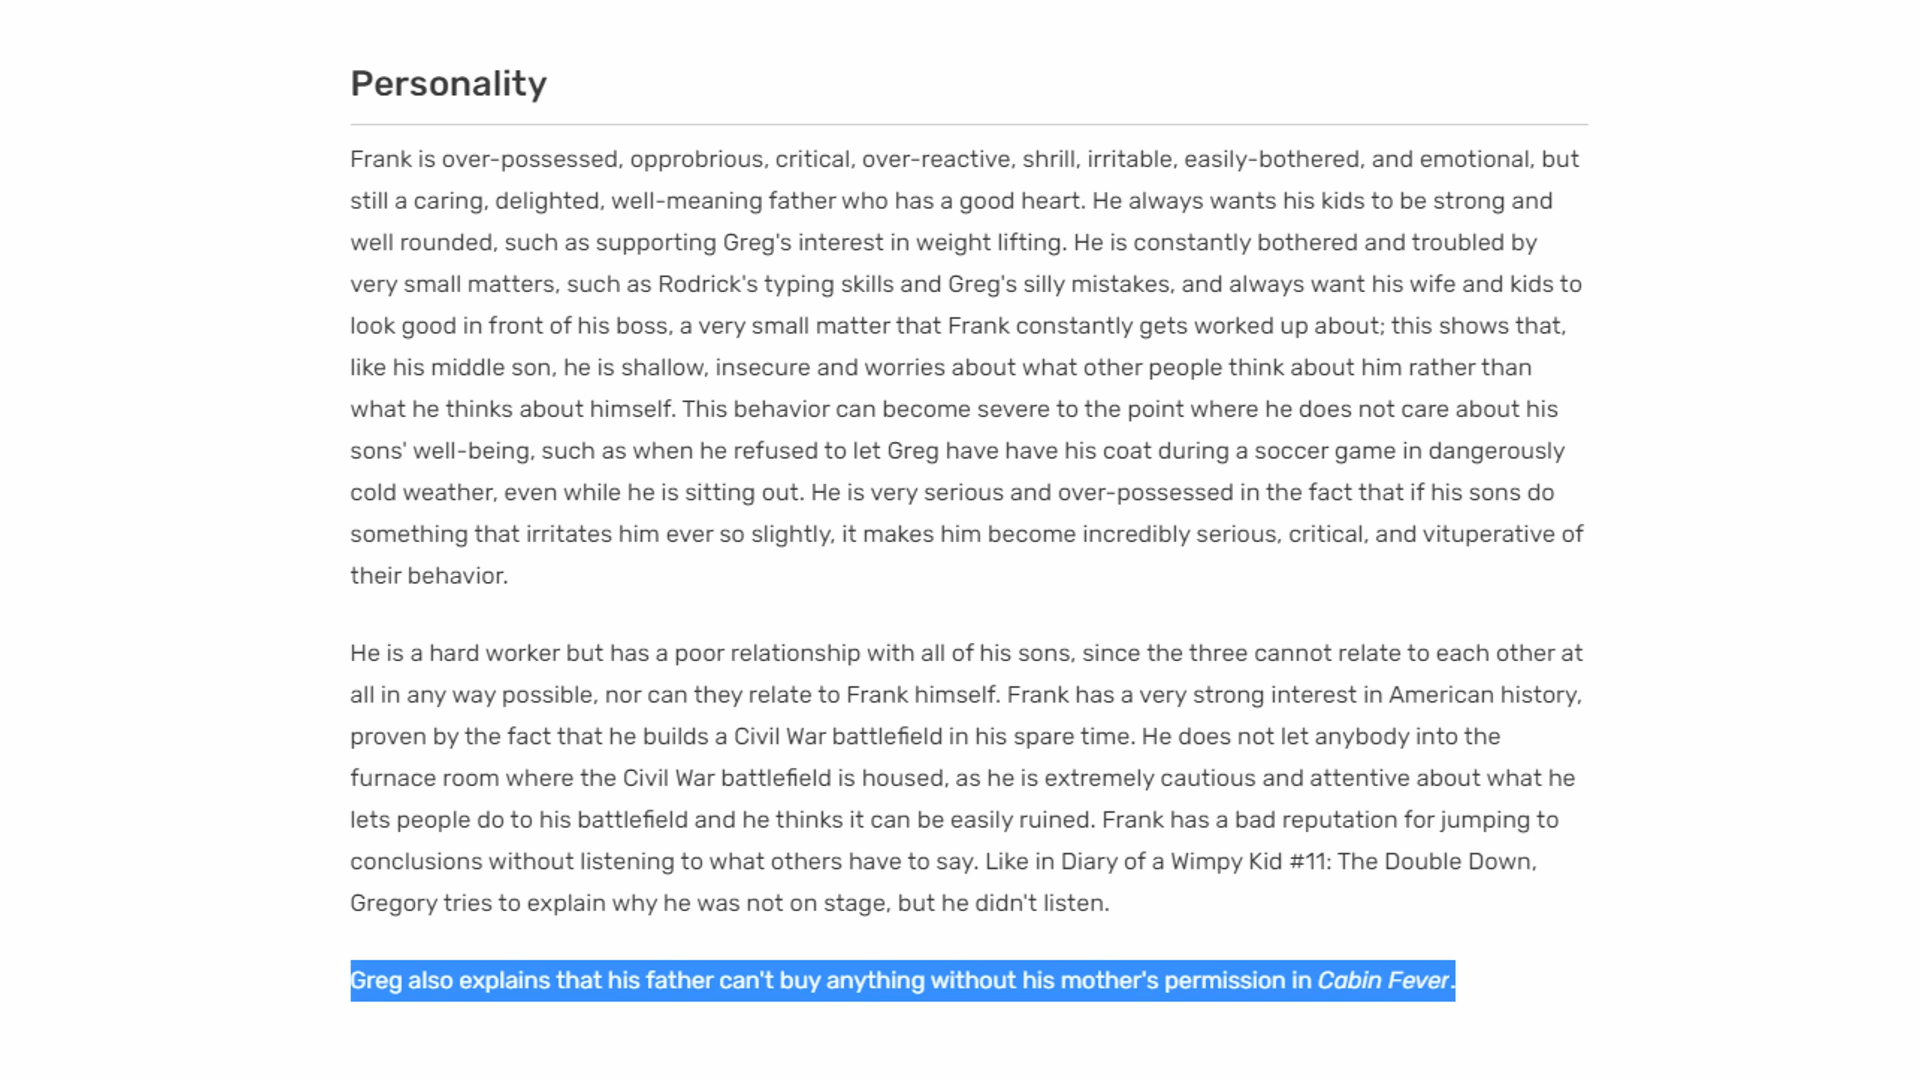 Personality
Frank is over-possessed, opprobrious, critical, over-reactive, shrill, irritable, easily-bothered, and emotional, but
still a caring, delighted, well-meaning father who has a good heart. He always wants his kids to be strong and
well rounded, such as supporting Greg's interest in weight lifting. He is constantly bothered and troubled by
very small matters, such as Rodrick's typing skills and Greg's silly mistakes, and always want his wife and kids to
look good in front of his boss, a very small matter that Frank constantly gets worked up about; this shows that,
like his middle son, he is shallow, insecure and worries about what other people think about him rather than
what he thinks about himself. This behavior can become severe to the point where he does not care about his
sons' well-being, such as when he refused to let Greg have have his coat during a soccer game in dangerously
cold weather, even while he is sitting out. He is very serious and over-possessed in the fact that if his sons do
something that irritates him ever so slightly, it makes him become incredibly serious, critical, and vituperative of
their behavior.
He is a hard worker but has a poor relationship with all of his sons, since the three cannot relate to each other at
all in any way possible, nor can they relate to Frank himself. Frank has a very strong interest in American history,
proven by the fact that he builds a Civil War battlefield in his spare time. He does not let anybody into the
furnace room where the Civil War battlefield is housed, as he is extremely cautious and attentive about what he
lets people do to his battlefield and he thinks it can be easily ruined. Frank has a bad reputation for jumping to
conclusions without listening to what others have to say. Like in Diary of a Wimpy Kid #11: The Double Down,
Gregory tries to explain why he was not on stage, but he didn't listen.
Greg also explains that his father can't buy anything without his mother's permission in Cabin Fever.